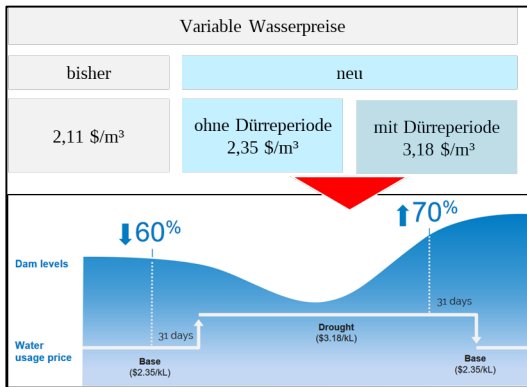 Variable Wasserpreise
bisher
neu
2,11 $/m³
ohne Dürreperiode
2,35 $/m³
mit Dürreperiode
3,18 $/m³
60%
70%
Dam levels
31 days
31 days
Water
usage price
Base
($2.35/kL)
Drought
($3.18/kL)
Base
($2.35/kL)